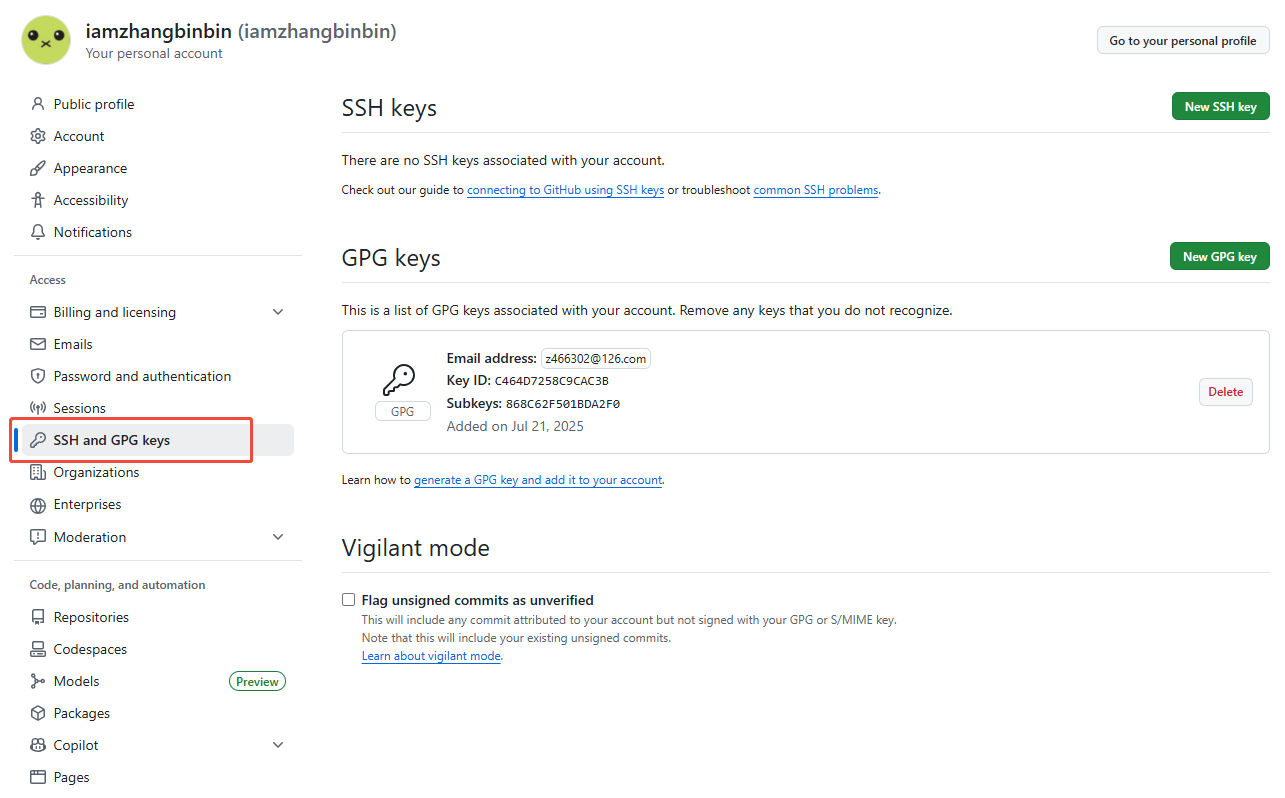 iamzhangbinbin (iamzhangbinbin)
Your personal account
Go to your personal profile
Public profile
Account
Appearance
Accessibility
Notifications
Access
Billing and licensing
Emails
Password and authentication
Sessions
SSH and GPG keys
Organizations
Enterprises
Moderation
Code, planning, and automation
Repositories
Codespaces
Models Preview
Packages
Copilot
Pages
SSH keys
New SSH key
There are no SSH keys associated with your account.
Check out our guide to connecting to GitHub using SSH keys or troubleshoot common SSH problems.
GPG keys
New GPG key
This is a list of GPG keys associated with your account. Remove any keys that you do not recognize.
GPG
Email address: z466302@126.com
Key ID: C464D7258C9CAC3B
Subkeys: 868C62F501BDA2F0
Added on Jul 21, 2025
Delete
Learn how to generate a GPG key and add it to your account.
Vigilant mode
Flag unsigned commits as unverified
This will include any commit attributed to your account but not signed with your GPG or S/MIME key.
Note that this will include your existing unsigned commits.
Learn about vigilant mode.